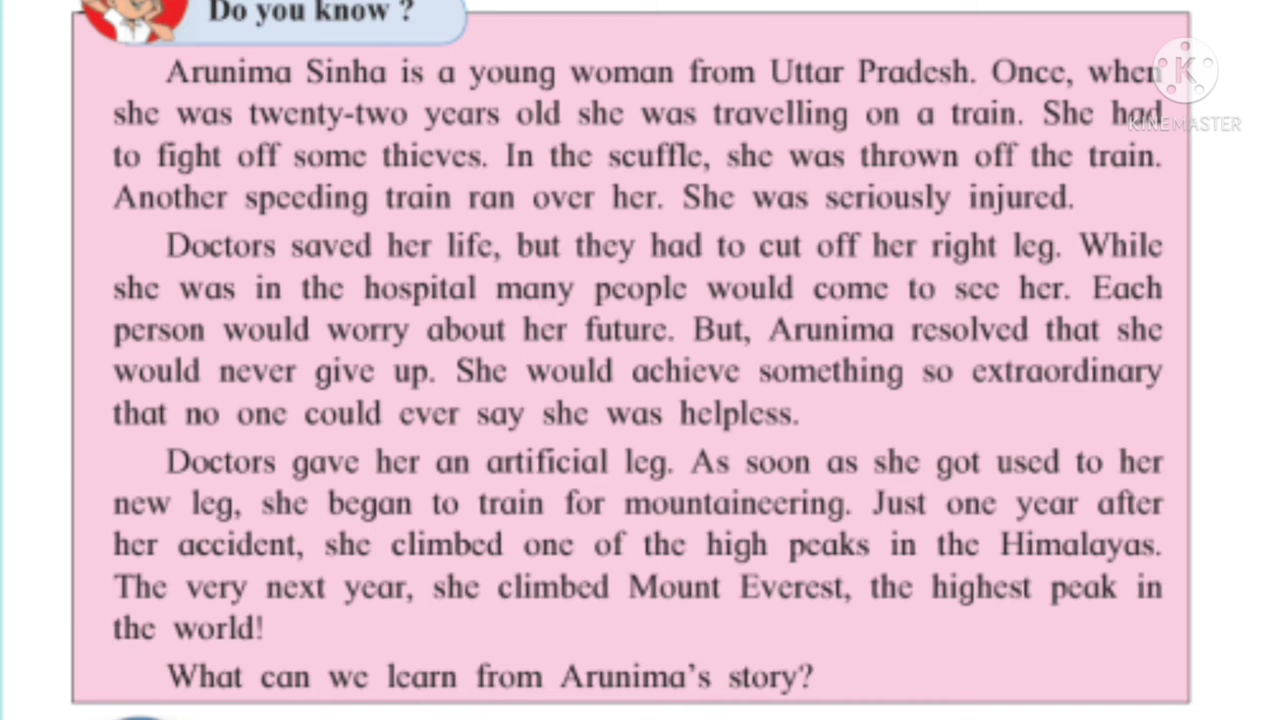 Do you know ?
Arunima Sinha is a young woman from Uttar Pradesh. Once, when
she was twenty-two years old she was travelling on a train. She had
to fight off some thieves. In the scuffle, she was thrown off the train.
Another speeding train ran over her. She was seriously injured.
Doctors saved her life, but they had to cut off her right leg. While
she was in the hospital many people would come to see her. Each
person would worry about her future. But, Arunima resolved that she
would never give up. She would achieve something so extraordinary
that no one could ever say she was helpless.
Doctors gave her an artificial leg. As soon as she got used to her
new leg, she began to train for mountaineering. Just one year after
her accident, she climbed one of the high peaks in the Himalayas.
The very next year, she climbed Mount Everest, the highest peak in
the world!
What can we learn from Arunima's story?
K
KINEMASTER